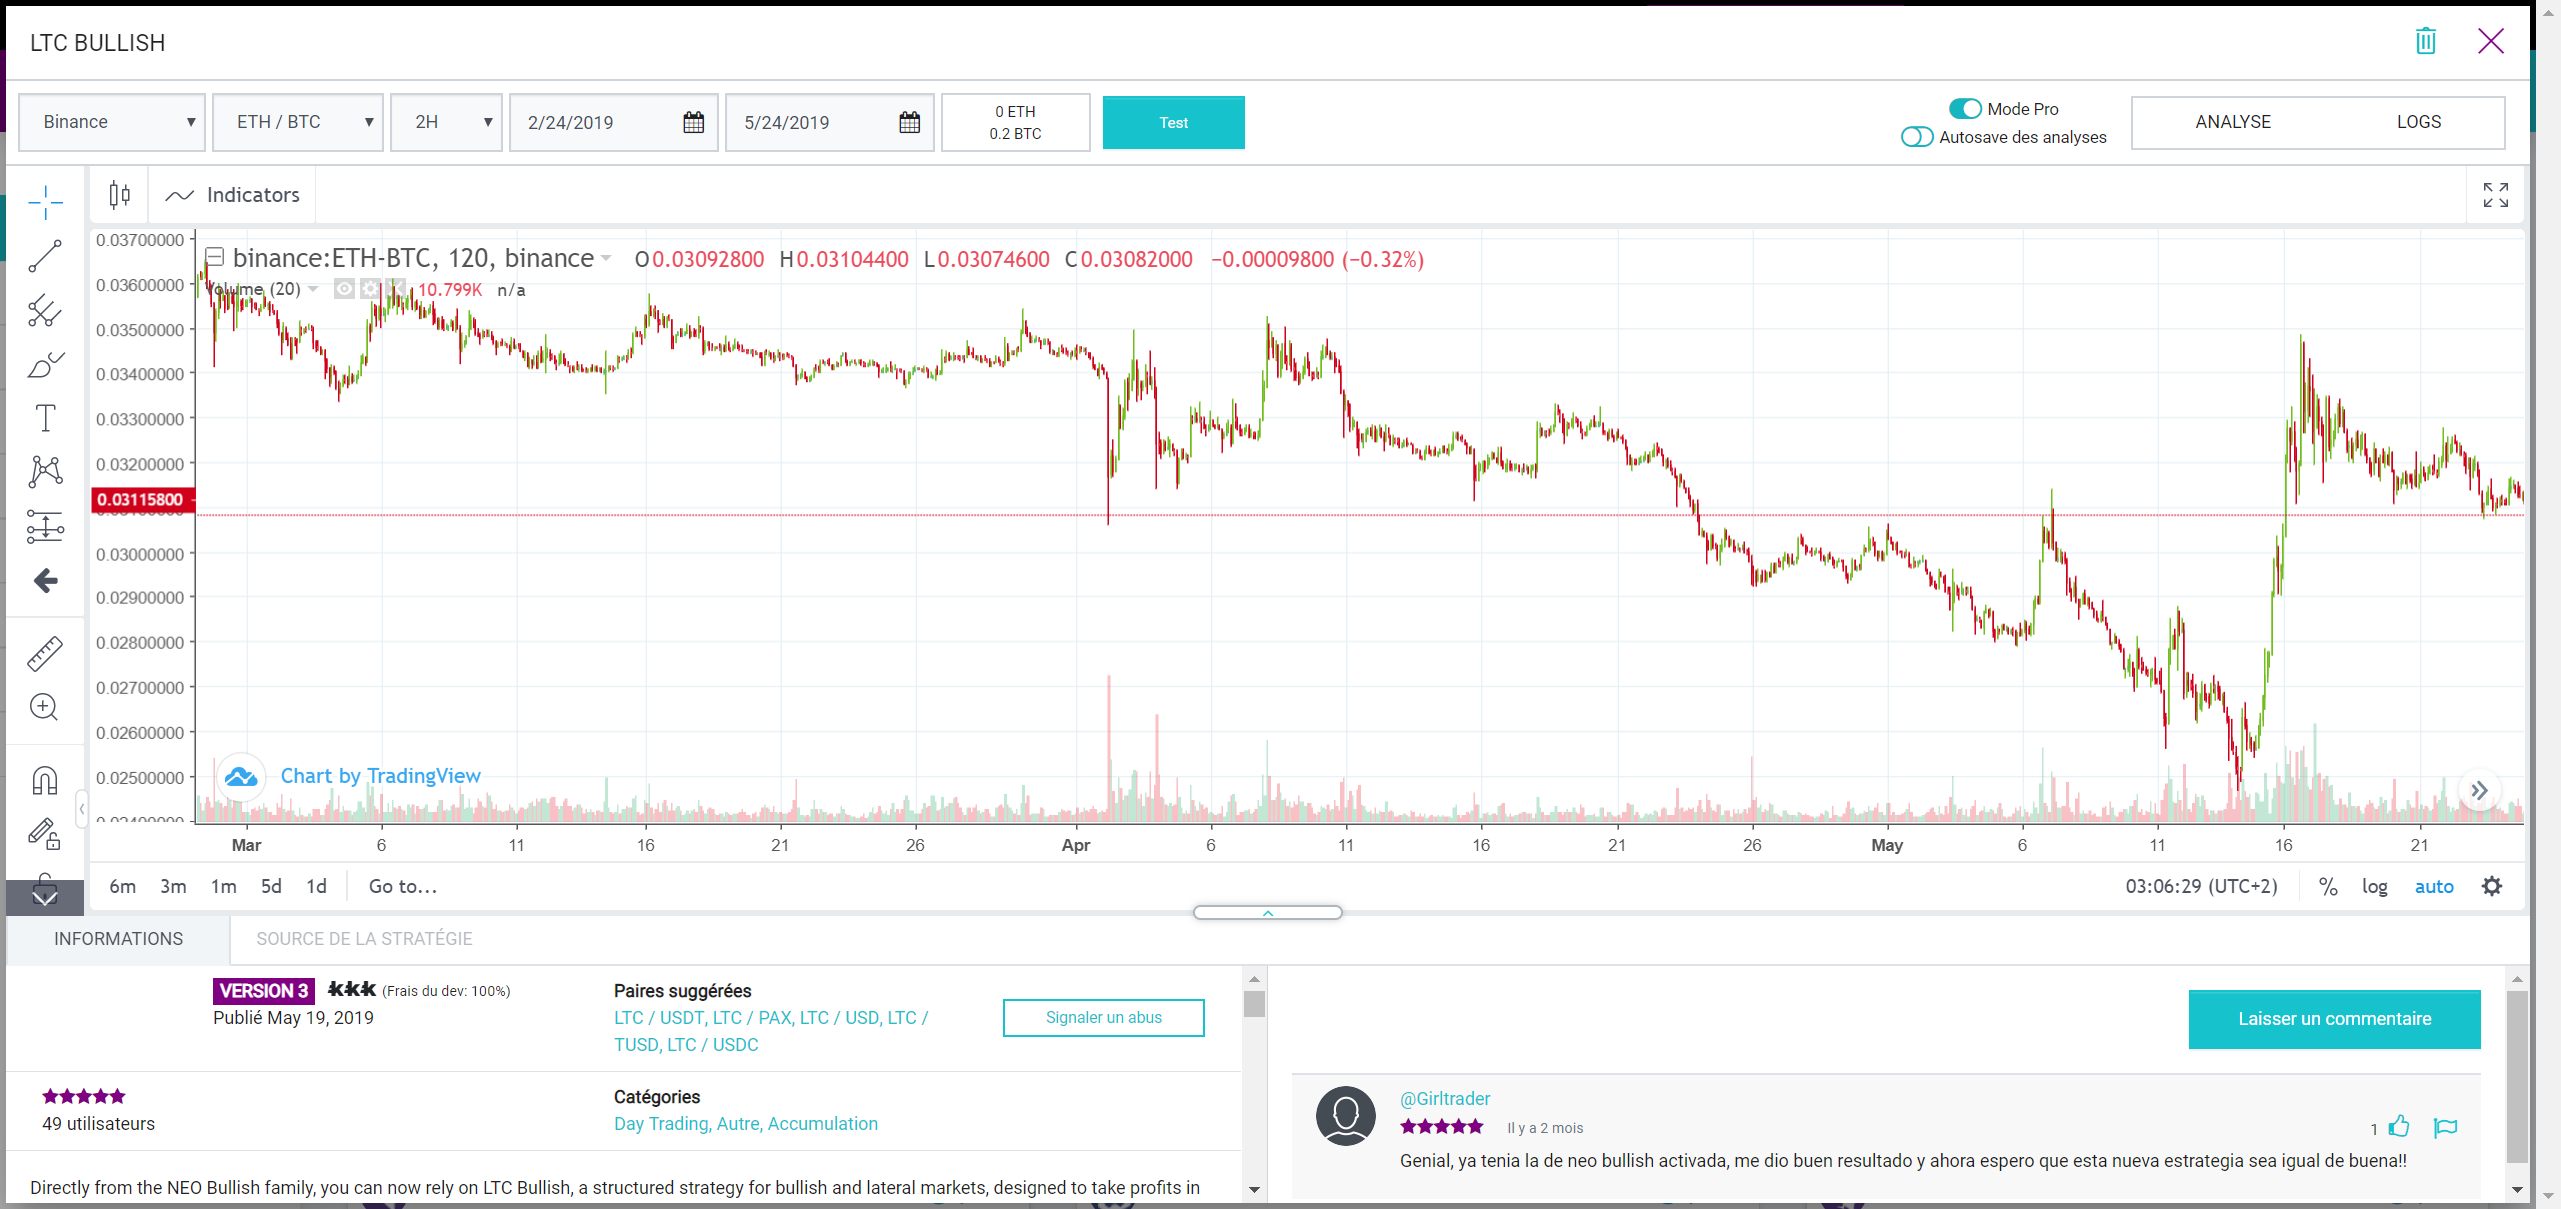 LTC BULLISH
Binance
ETH / BTC
2H
2/24/2019
5/24/2019
0 ETH
0.2 BTC
Test
Mode Pro
Autosave des analyses
ANALYSE
LOGS
Indicators
binance:ETH-BTC, 120, binance
O0.03092800 H0.03104400 L0.03074600 C0.03082000 −0.00009800 (−0.32%)
Volume (20)
10.799K n/a
0.03700000
0.03600000
0.03500000
0.03400000
0.03300000
0.03200000
0.03115800
0.03000000
0.02900000
0.02800000
0.02700000
0.02600000
0.02500000
0.02400000
Chart by TradingView
Mar 6 11 16 21 26 Apr 6 11 16 21 26 May 6 11 16 21
6m 3m 1m 5d 1d Go to...
03:06:29 (UTC+2) % log auto
INFORMATIONS
SOURCE DE LA STRATÉGIE
VERSION 3
(Frais du dev: 100%)
Publié May 19, 2019
Paires suggérées
LTC / USDT, LTC / PAX, LTC / USD, LTC /
TUSD, LTC / USDC
Signaler un abus
49 utilisateurs
Catégories
Day Trading, Autre, Accumulation
Directly from the NEO Bullish family, you can now rely on LTC Bullish, a structured strategy for bullish and lateral markets, designed to take profits in
Laisser un commentaire
@Girltrader
Il y a 2 mois
1
Genial, ya tenia la de neo bullish activada, me dio buen resultado y ahora espero que esta nueva estrategia sea igual de buena!!